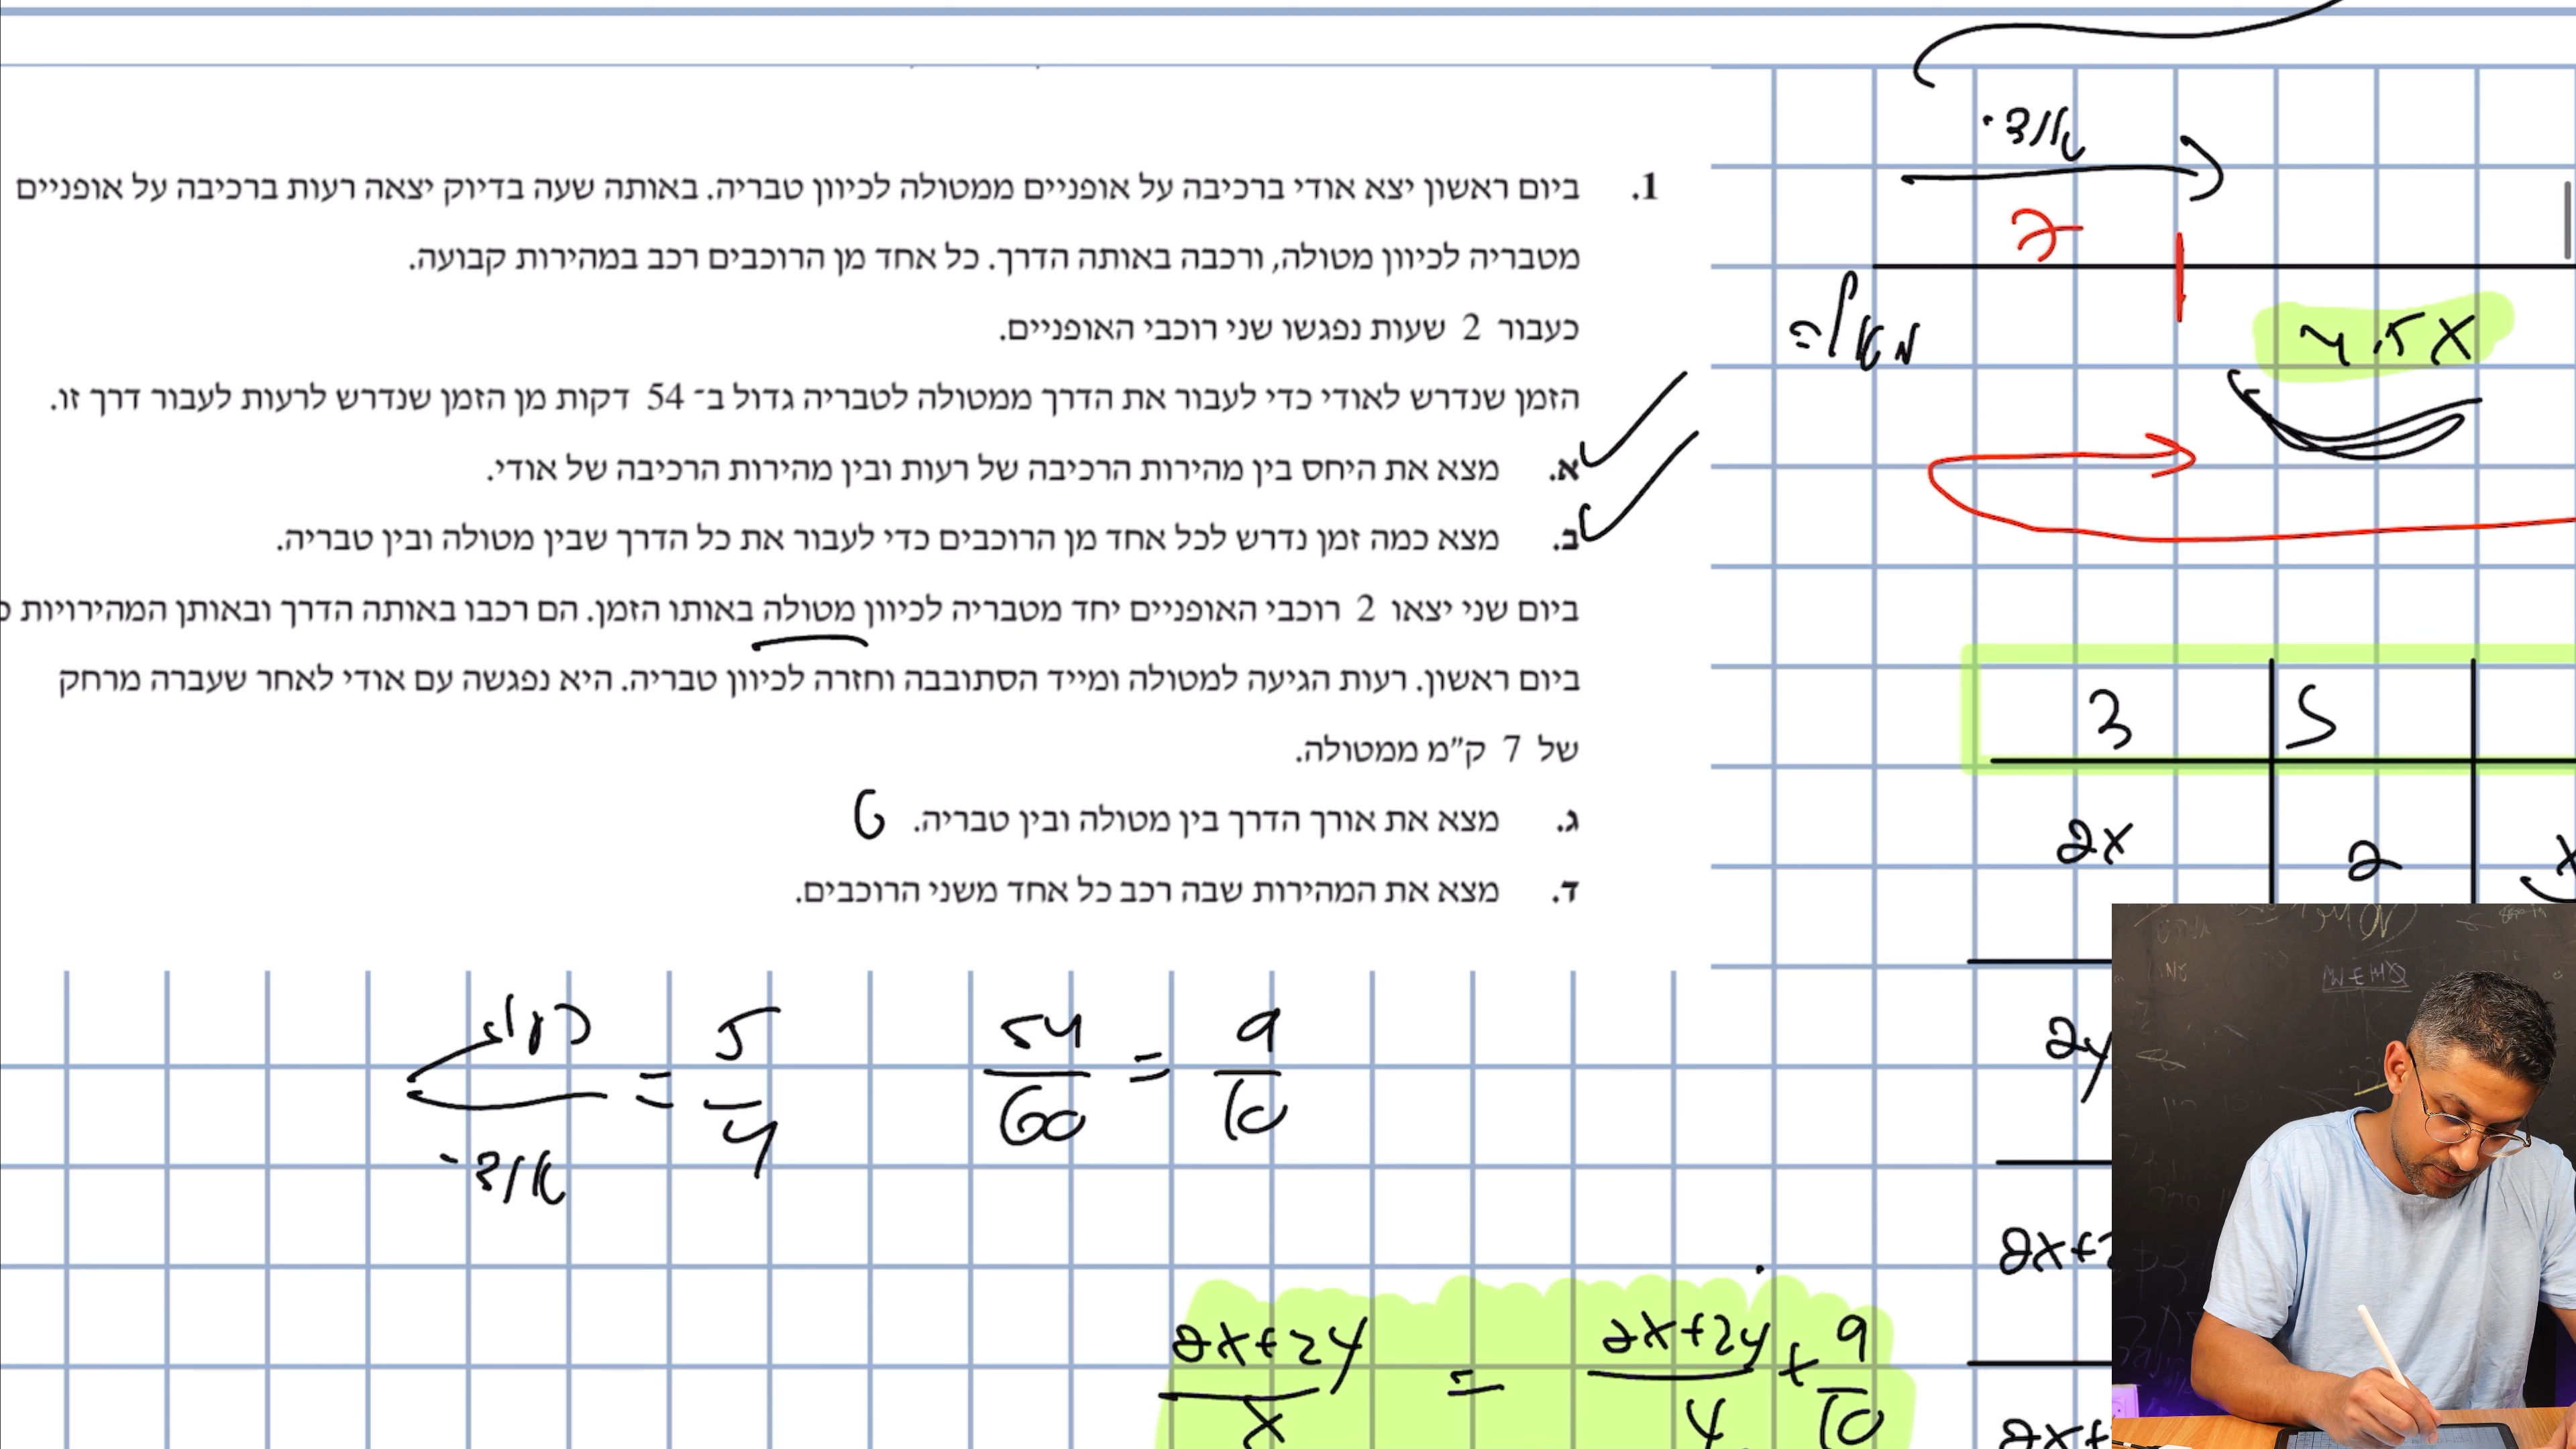 1. ביום ראשון יצא אודי ברכיבה על אופניים ממטולה לכיוון טבריה. באותה שעה בדיוק יצאה רעות ברכיבה על אופניים
מטבריה לכיוון מטולה, ורכבה באותה הדרך. כל אחד מן הרוכבים רכב במהירות קבועה.
כעבור 2 שעות נפגשו שני רוכבי האופניים.
הזמן שנדרש לאודי כדי לעבור את הדרך ממטולה לטבריה גדול ב־ 54 דקות מן הזמן שנדרש לרעות לעבור דרך זו.
א. מצא את היחס בין מהירות הרכיבה של רעות ובין מהירות הרכיבה של אודי.
ב. מצא כמה זמן נדרש לכל אחד מן הרוכבים כדי לעבור את כל הדרך שבין מטולה ובין טבריה.
ביום שני יצאו 2 רוכבי האופניים יחד מטבריה לכיוון מטולה באותו הזמן. הם רכבו באותה הדרך ובאותן המהירויות
ביום ראשון. רעות הגיעה למטולה ומייד הסתובבה וחזרה לכיוון טבריה. היא נפגשה עם אודי לאחר שעברה מרחק
של 7 ק"מ ממטולה.
ג. מצא את אורך הדרך בין מטולה ובין טבריה.
ד. מצא את המהירות שבה רכב כל אחד משני הרוכבים.
אודי
7
מטולה
4.5x
2x 2
רעות / אודי = 5/4
54/60 = 9/10
(2x+2y)/x = (2x+2y)/y + 9/10